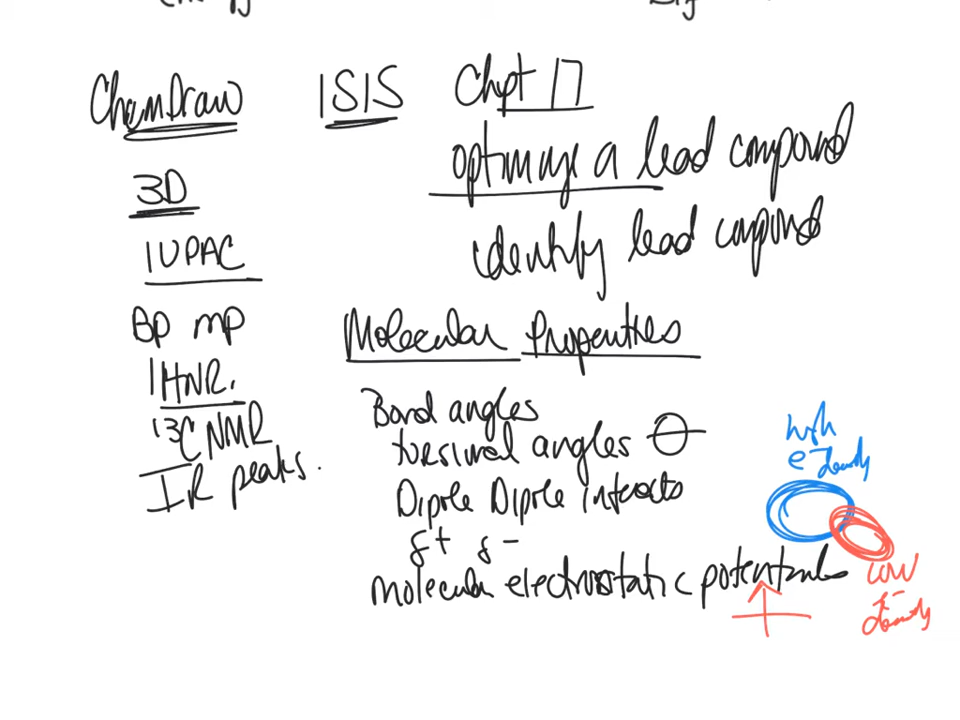 ChemDraw ISIS Chpt 17
optimize a lead compound
3D
identify lead compound
IUPAC
BP mp
Molecular Properties
1HNR.
13C NMR
IR peaks.
Bond angles
torsional angles θ
Dipole Dipole interacts
δ+ δ-
molecular electrostatic potentials
high
e- density
low
e- density